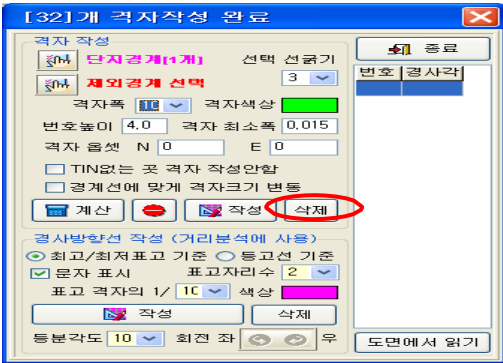 [32]개 격자작성 완료
격자 작성
단지경계[1개]
선택 선굵기
종료
제외경계 선택
3
번호 경사각
격자폭 10 격자색상
번호높이 4.0 격자 최소폭 0.015
격자 옵셋 N 0 E 0
TIN없는 곳 격자 작성안함
경계선에 맞게 격자크기 변동
계산 작성 삭제
경사방향선 작성 (거리분석에 사용)
최고/최저표고 기준 등고선 기준
문자 표시 표고자리수 2
표고 격자의 1/ 10 색상
작성 삭제
등분각도 10 회전 좌 우
도면에서 읽기